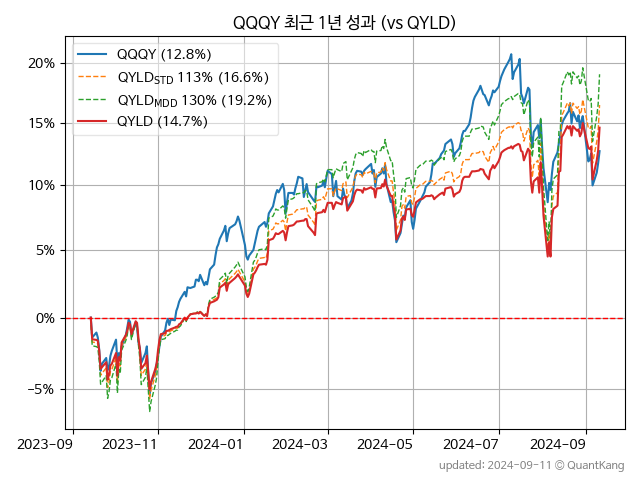 QQQY 최근 1년 성과 (vs QYLD)
QQQY (12.8%)
QYLD_STD 113% (16.6%)
QYLD_MDD 130% (19.2%)
QYLD (14.7%)
20%
15%
10%
5%
0%
−5%
2023-09 2023-11 2024-01 2024-03 2024-05 2024-07 2024-09
updated: 2024-09-11 © QuantKang